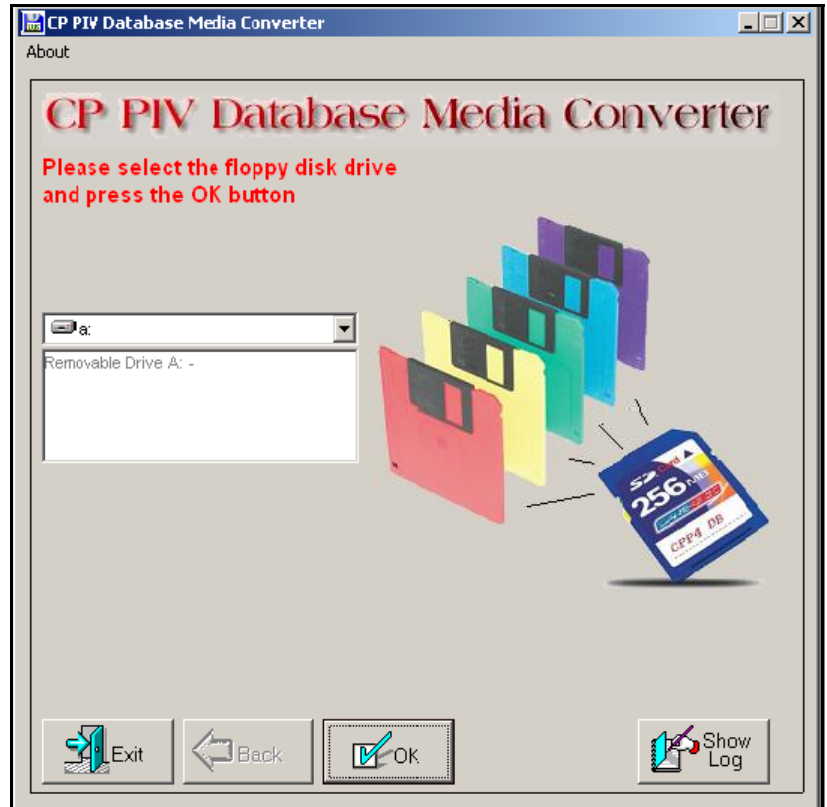 CP PIV Database Media Converter
About
CP PIV Database Media Converter
Please select the floppy disk drive
and press the OK button
a:
Removable Drive A: -
SD Card
256 MB
CPP4 DB
Exit
Back
OK
Show
Log